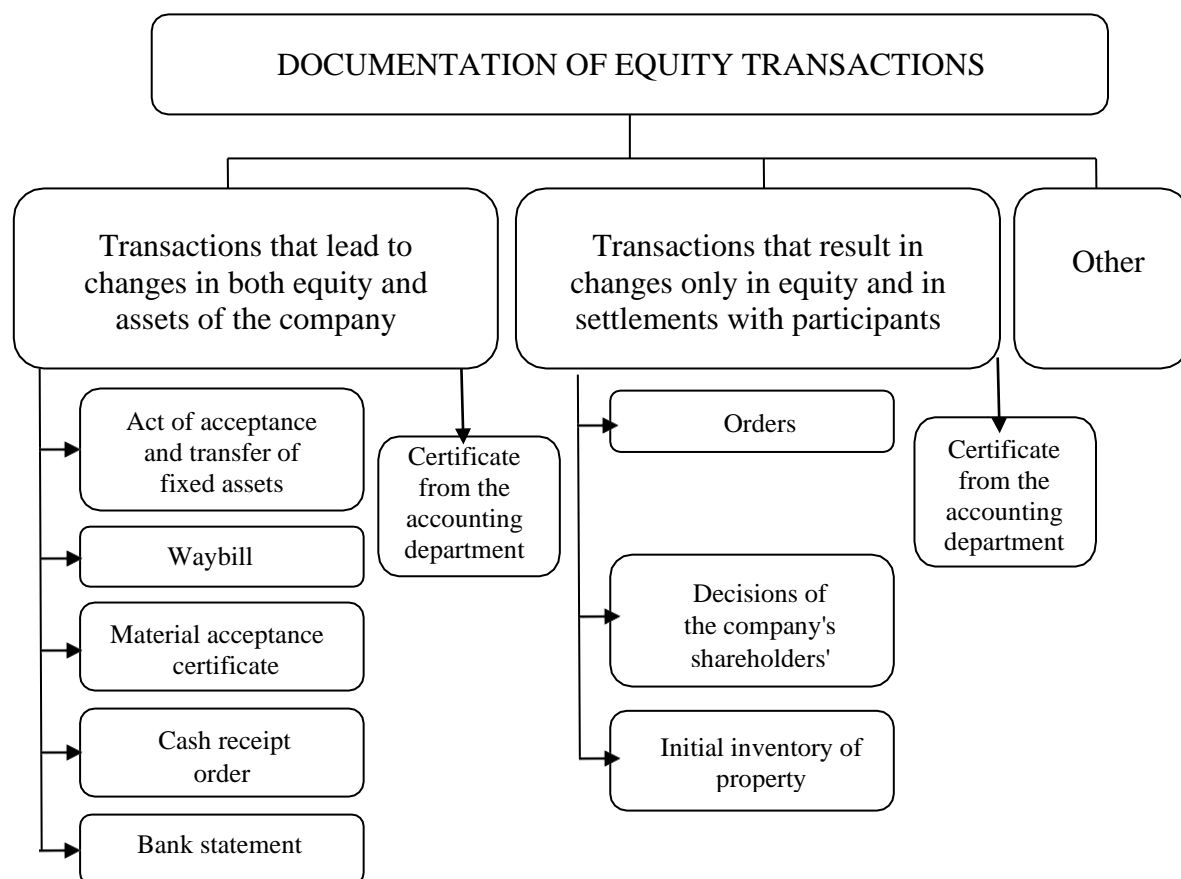 DOCUMENTATION OF EQUITY TRANSACTIONS
Transactions that lead to
changes in both equity and
assets of the company
Transactions that result in
changes only in equity and in
settlements with participants
Other
Act of acceptance
and transfer of
fixed assets
Waybill
Material acceptance
certificate
Cash receipt
order
Bank statement
Certificate
from the
accounting
department
Orders
Decisions of
the company's
shareholders'
Initial inventory of
property
Certificate
from the
accounting
department